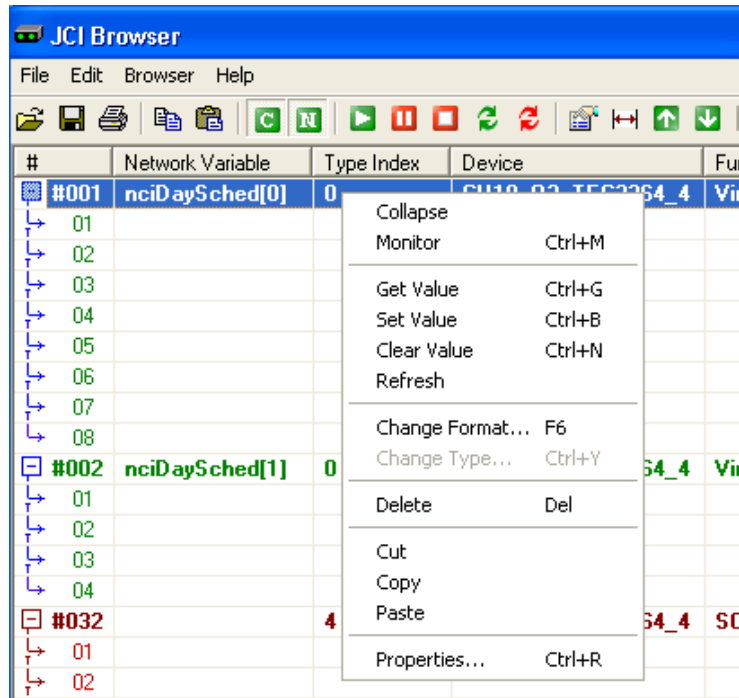 JCI Browser
File Edit Browser Help
C N
# Network Variable Type Index Device
#001 nciDaySched[0] 0
01
02
03
04
05
06
07
08
#002 nciDaySched[1] 0 64_4
01
02
03
04
#032 4 64_4
01
02
Collapse
Monitor Ctrl+M
Get Value Ctrl+G
Set Value Ctrl+B
Clear Value Ctrl+N
Refresh
Change Format... F6
Change Type... Ctrl+Y
Delete Del
Cut
Copy
Paste
Properties... Ctrl+R